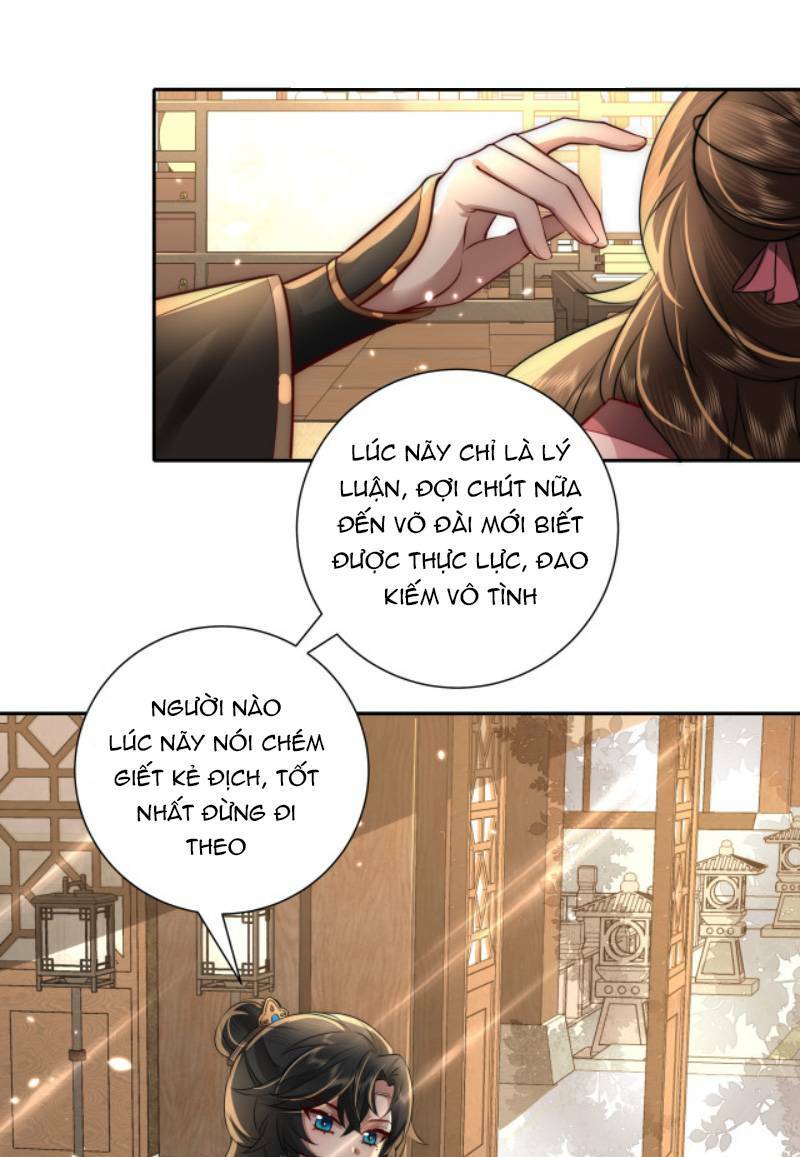 LÚC NÃY CHỈ LÀ LÝ
LUẬN, ĐỢI CHÚT NỮA
ĐẾN VÕ ĐÀI MỚI BIẾT
ĐƯỢC THỰC LỰC, ĐAO
KIẾM VÔ TÌNH
NGƯỜI NÀO
LÚC NÃY NÓI CHÉM
GIẾT KẺ ĐỊCH, TỐT
NHẤT ĐỪNG ĐI
THEO